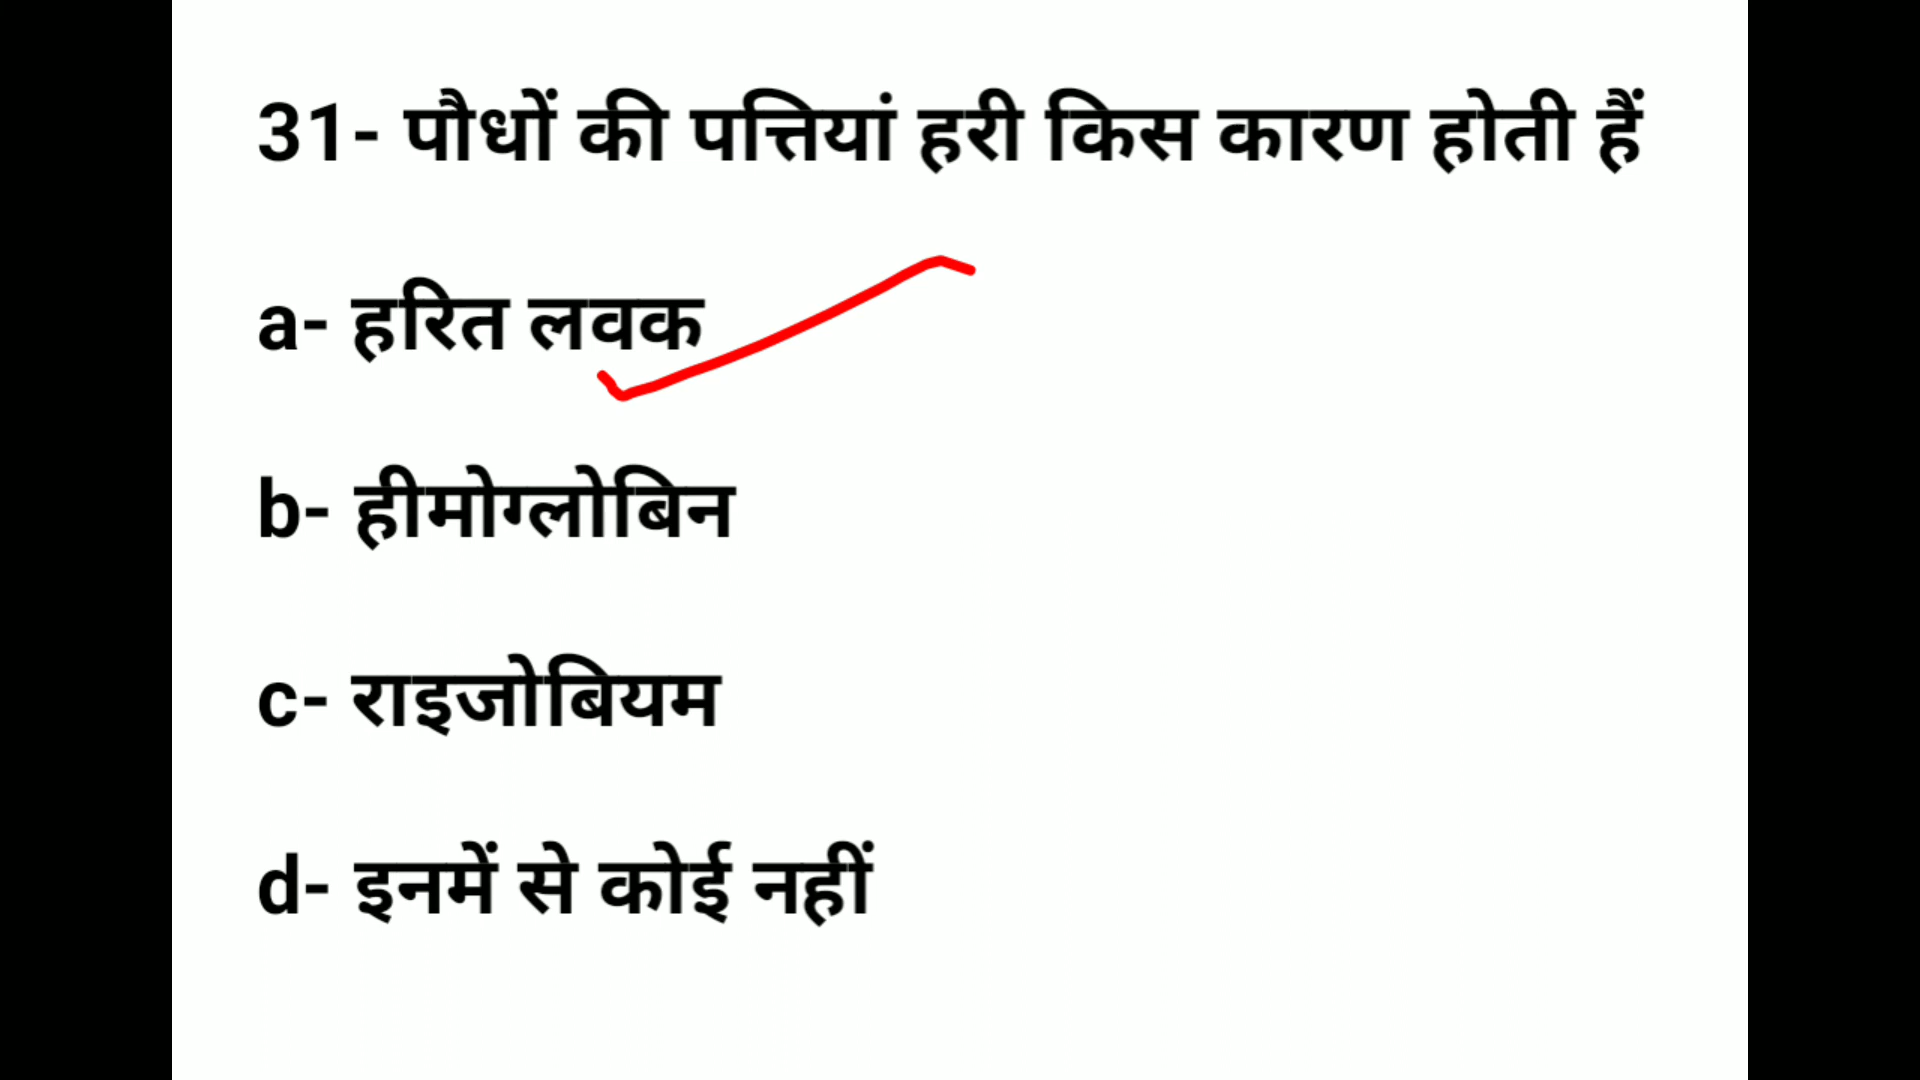 31- पौधों की पत्तियां हरी किस कारण होती हैं
a- हरित लवक
b- हीमोग्लोबिन
c- राइजोबियम
d- इनमें से कोई नहीं